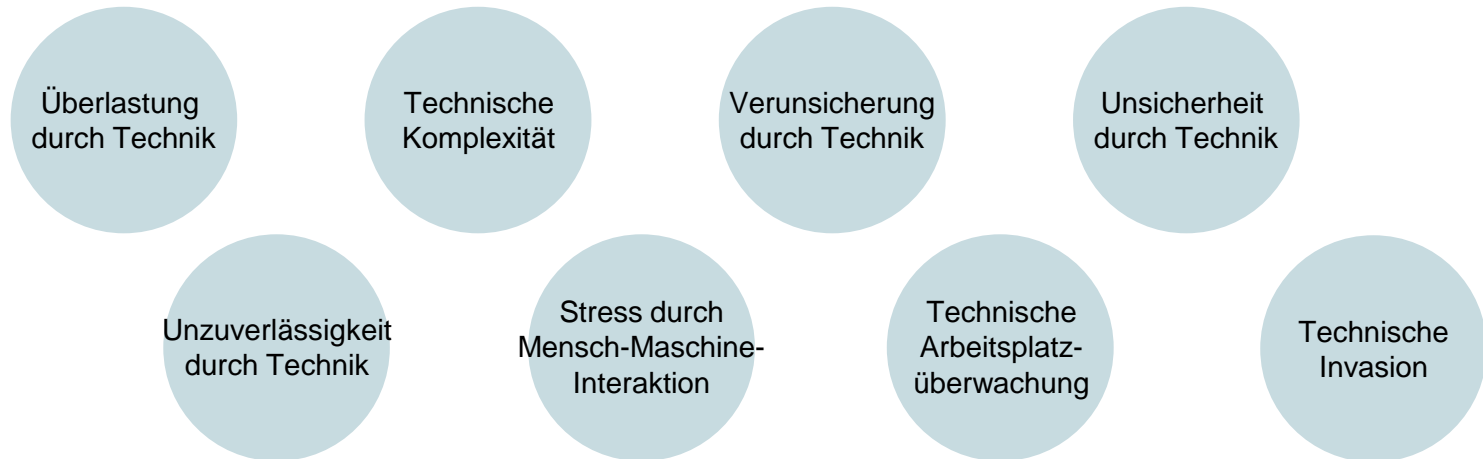 Überlastung
durch Technik
Technische
Komplexität
Verunsicherung
durch Technik
Unsicherheit
durch Technik
Unzuverlässigkeit
durch Technik
Stress durch
Mensch-Maschine-
Interaktion
Technische
Arbeitsplatz-
überwachung
Technische
Invasion